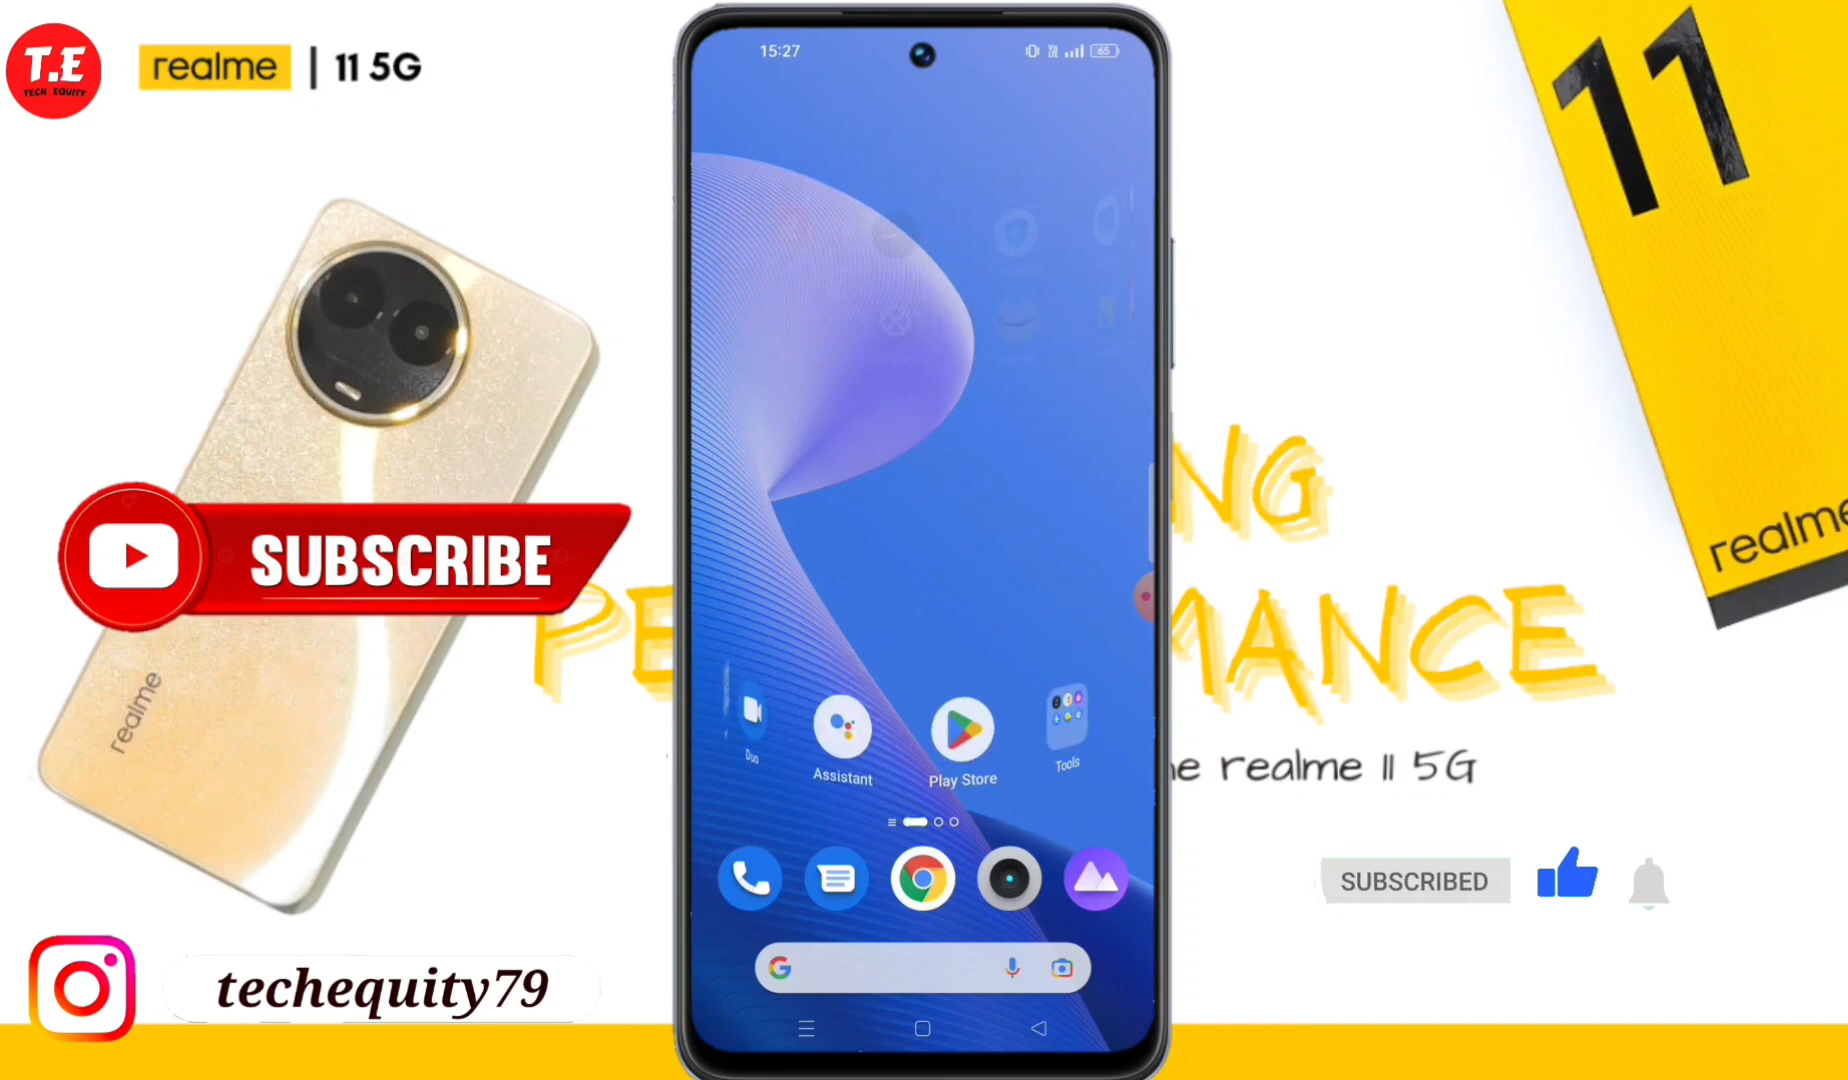 T.E
TECH EQUITY
realme | 11 5G
15:27
65
11
realme
NG
PE
MANCE
realme 11 5G
SUBSCRIBE
realme
Duo
Assistant
Play Store
Tools
SUBSCRIBED
techequity79